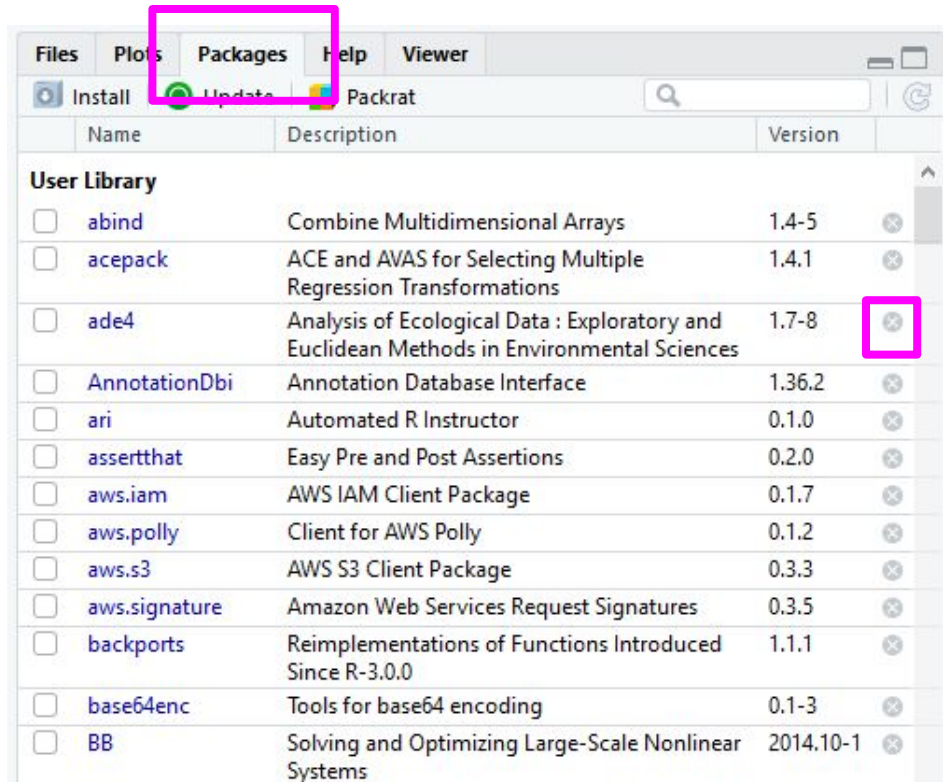 Files Plots Packages Help Viewer
Install Update Packrat
Name Description Version
User Library
abind Combine Multidimensional Arrays 1.4-5
acepack ACE and AVAS for Selecting Multiple 1.4.1
Regression Transformations
ade4 Analysis of Ecological Data : Exploratory and 1.7-8
Euclidean Methods in Environmental Sciences
AnnotationDbi Annotation Database Interface 1.36.2
ari Automated R Instructor 0.1.0
assertthat Easy Pre and Post Assertions 0.2.0
aws.iam AWS IAM Client Package 0.1.7
aws.polly Client for AWS Polly 0.1.2
aws.s3 AWS S3 Client Package 0.3.3
aws.signature Amazon Web Services Request Signatures 0.3.5
backports Reimplementations of Functions Introduced 1.1.1
Since R-3.0.0
base64enc Tools for base64 encoding 0.1-3
BB Solving and Optimizing Large-Scale Nonlinear 2014.10-1
Systems